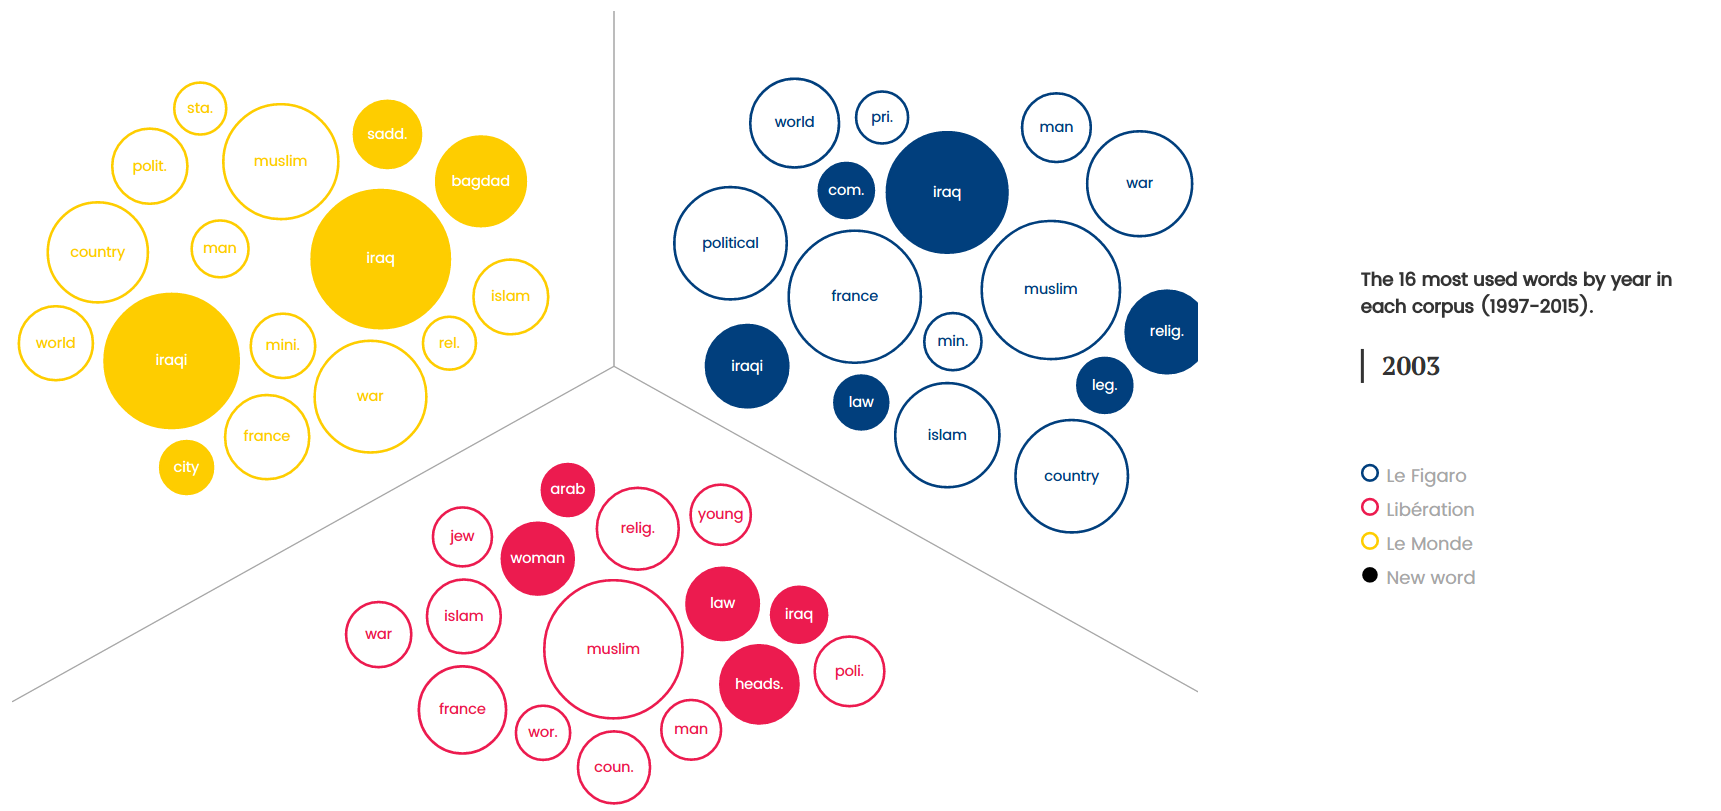 sta.
sadd.
polit.
muslim
bagdad
country
man
iraq
islam
world
iraqi
mini.
rel.
war
france
city
world
pri.
man
com.
iraq
war
political
france
muslim
relig.
min.
iraqi
law
leg.
islam
country
arab
relig.
young
jew
woman
law
iraq
islam
war
muslim
heads.
poli.
france
wor.
man
coun.
The 16 most used words by year in
each corpus (1997-2015).
2003
Le Figaro
Libération
Le Monde
New word